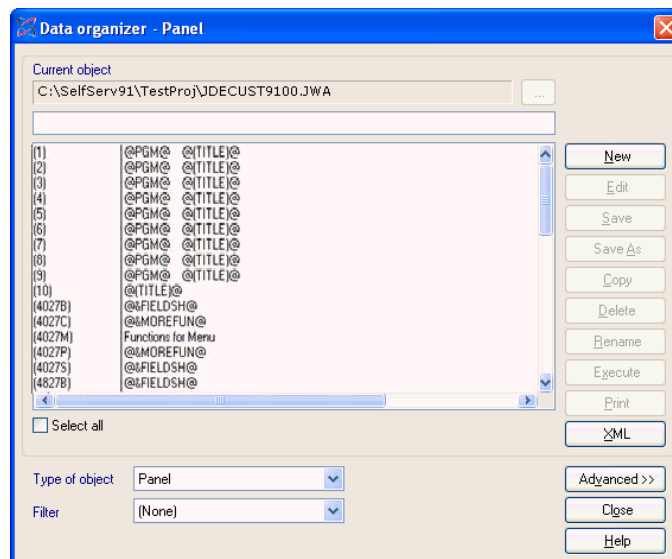 Data organizer - Panel
Current object
C:\SelfServ91\TestProj\JDECUST9100.JWA
...
(1) @PGM@ @(TITLE)@
(2) @PGM@ @(TITLE)@
(3) @PGM@ @(TITLE)@
(4) @PGM@ @(TITLE)@
(5) @PGM@ @(TITLE)@
(6) @PGM@ @(TITLE)@
(7) @PGM@ @(TITLE)@
(8) @PGM@ @(TITLE)@
(9) @PGM@ @(TITLE)@
(10) @(TITLE)@
(4027B) @&FIELDSH@
(4027C) @&MOREFUN@
(4027M) Functions for Menu
(4027P) @&MOREFUN@
(4027S) @&FIELDSH@
(4827B) @&FIELDSH@
New
Edit
Save
Save As
Copy
Delete
Rename
Execute
Print
XML
Select all
Type of object Panel
Filter (None)
Advanced >>
Close
Help